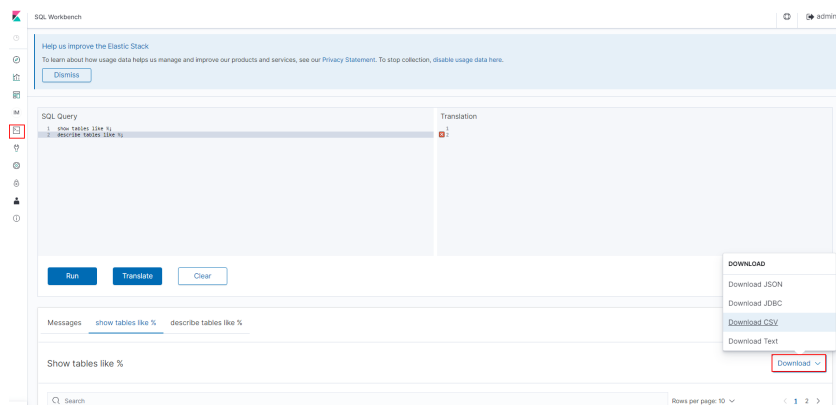 SQL Workbench
admin
Help us improve the Elastic Stack
To learn about how usage data helps us manage and improve our products and services, see our Privacy Statement. To stop collection, disable usage data here.
Dismiss
SQL Query
Translation
1 show tables like %;
2 describe tables like %;
1
2
IM
Run
Translate
Clear
DOWNLOAD
Download JSON
Download JDBC
Download CSV
Download Text
Messages
show tables like %
describe tables like %
Show tables like %
Download
Search
Rows per page: 10
1 2